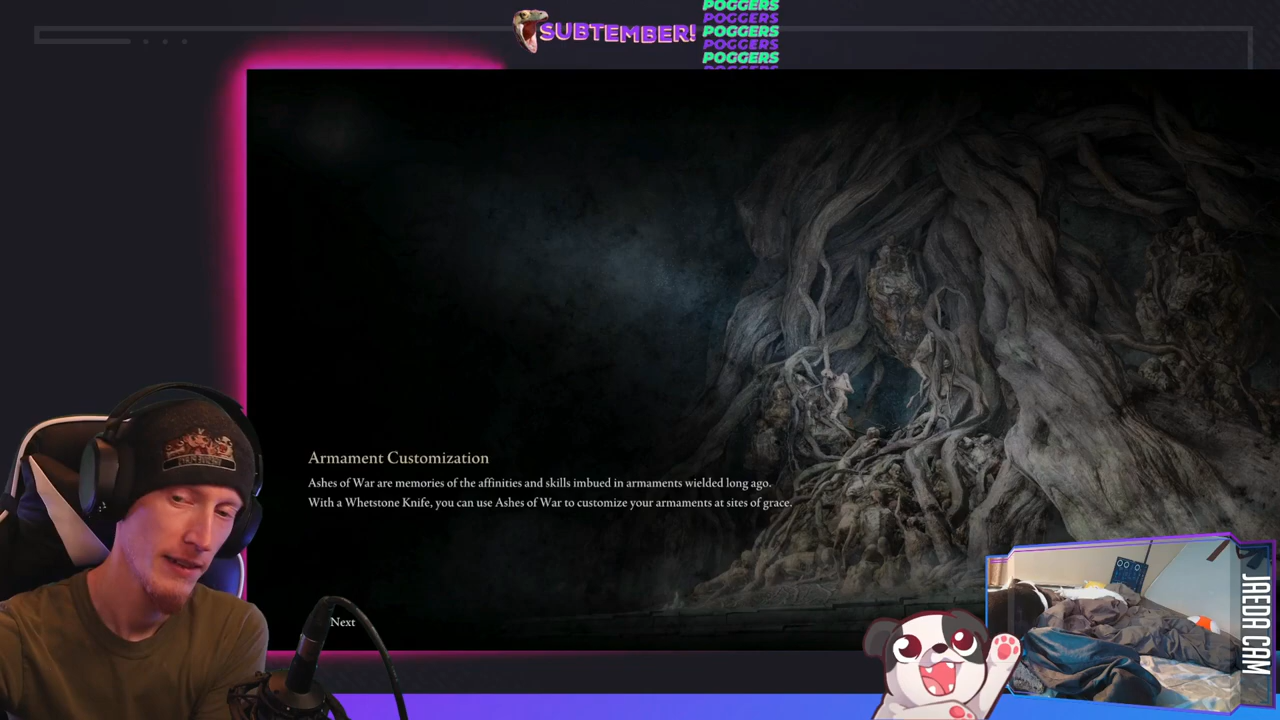 SUBTEMBER!
POGGERS
POGGERS
POGGERS
POGGERS
POGGERS
POGGERS
Armament Customization
Ashes of War are memories of the affinities and skills imbued in armaments wielded long ago.
With a Whetstone Knife, you can use Ashes of War to customize your armaments at sites of grace.
Next
JAEDA CAM